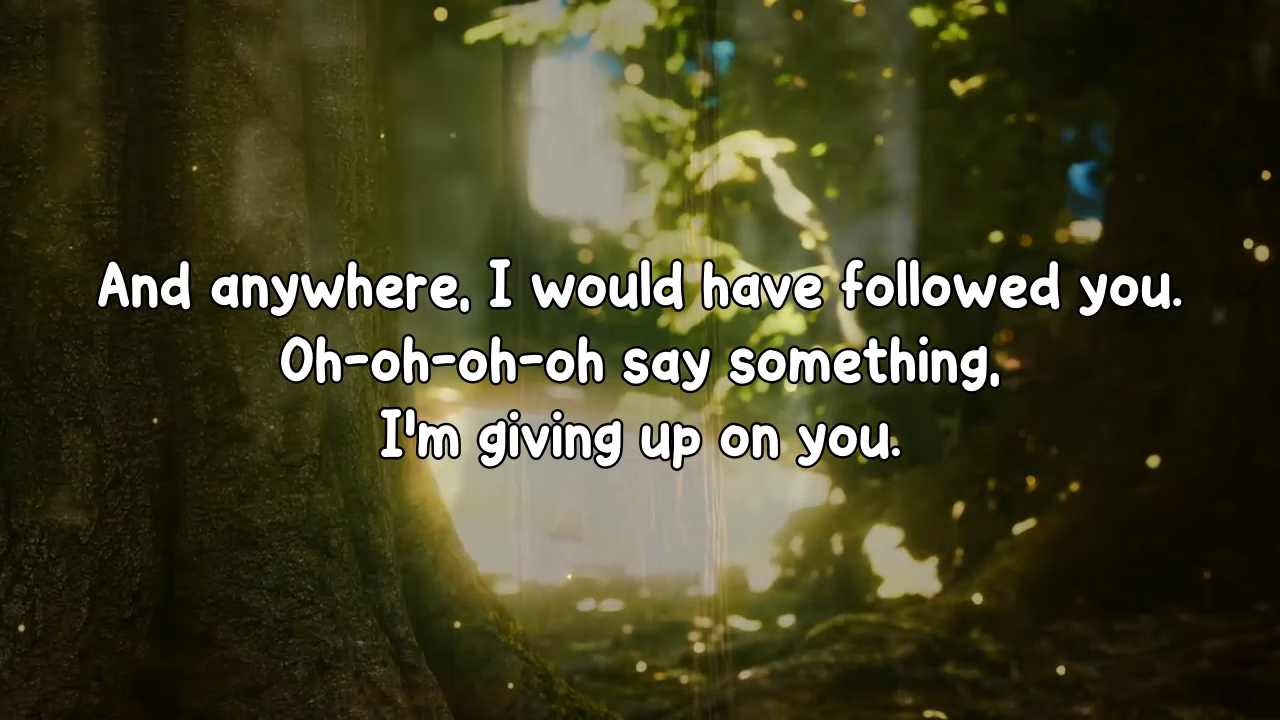 And anywhere, I would have followed you.
Oh-oh-oh-oh say something,
I'm giving up on you.